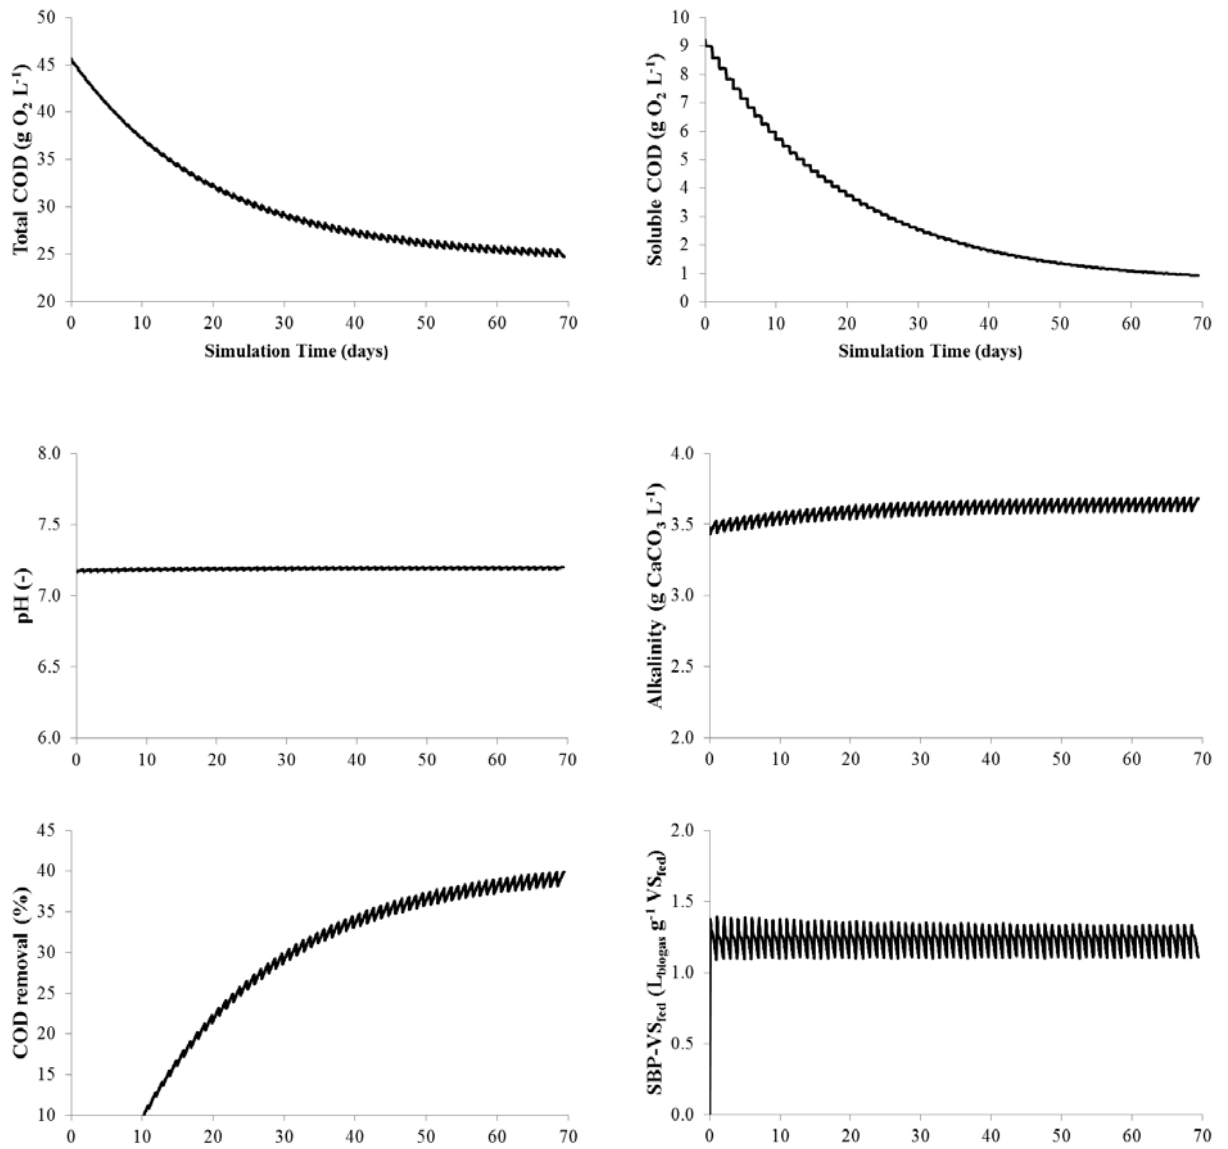 Total COD (g O₂ L⁻¹)
50
45
40
35
30
25
20
0 10 20 30 40 50 60 70
Simulation Time (days)
Soluble COD (g O₂ L⁻¹)
10
9
8
7
6
5
4
3
2
1
0
0 10 20 30 40 50 60 70
Simulation Time (days)
pH (-)
8.0
7.5
7.0
6.5
6.0
0 10 20 30 40 50 60 70
Alkalinity (g CaCO₃ L⁻¹)
4.0
3.5
3.0
2.5
2.0
0 10 20 30 40 50 60 70
COD removal (%)
45
40
35
30
25
20
15
10
0 10 20 30 40 50 60 70
SBP-VSfed (Lbiogas g⁻¹ VSfed)
2.0
1.5
1.0
0.5
0.0
0 10 20 30 40 50 60 70